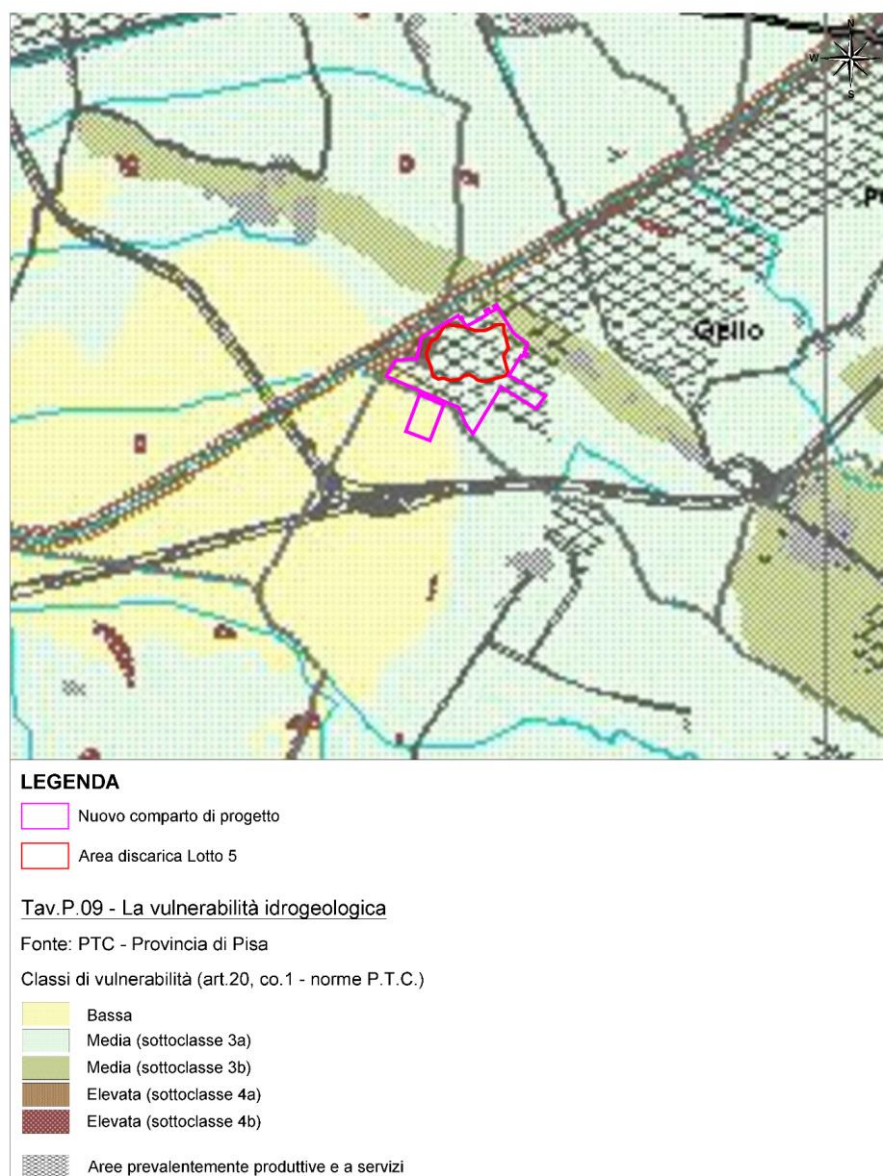 N
W
S
Gello
LEGENDA
Nuovo comparto di progetto
Area discarica Lotto 5
Tav.P.09 - La vulnerabilità idrogeologica
Fonte: PTC - Provincia di Pisa
Classi di vulnerabilità (art.20, co.1 - norme P.T.C.)
Bassa
Media (sottoclasse 3a)
Media (sottoclasse 3b)
Elevata (sottoclasse 4a)
Elevata (sottoclasse 4b)
Aree prevalentemente produttive e a servizi